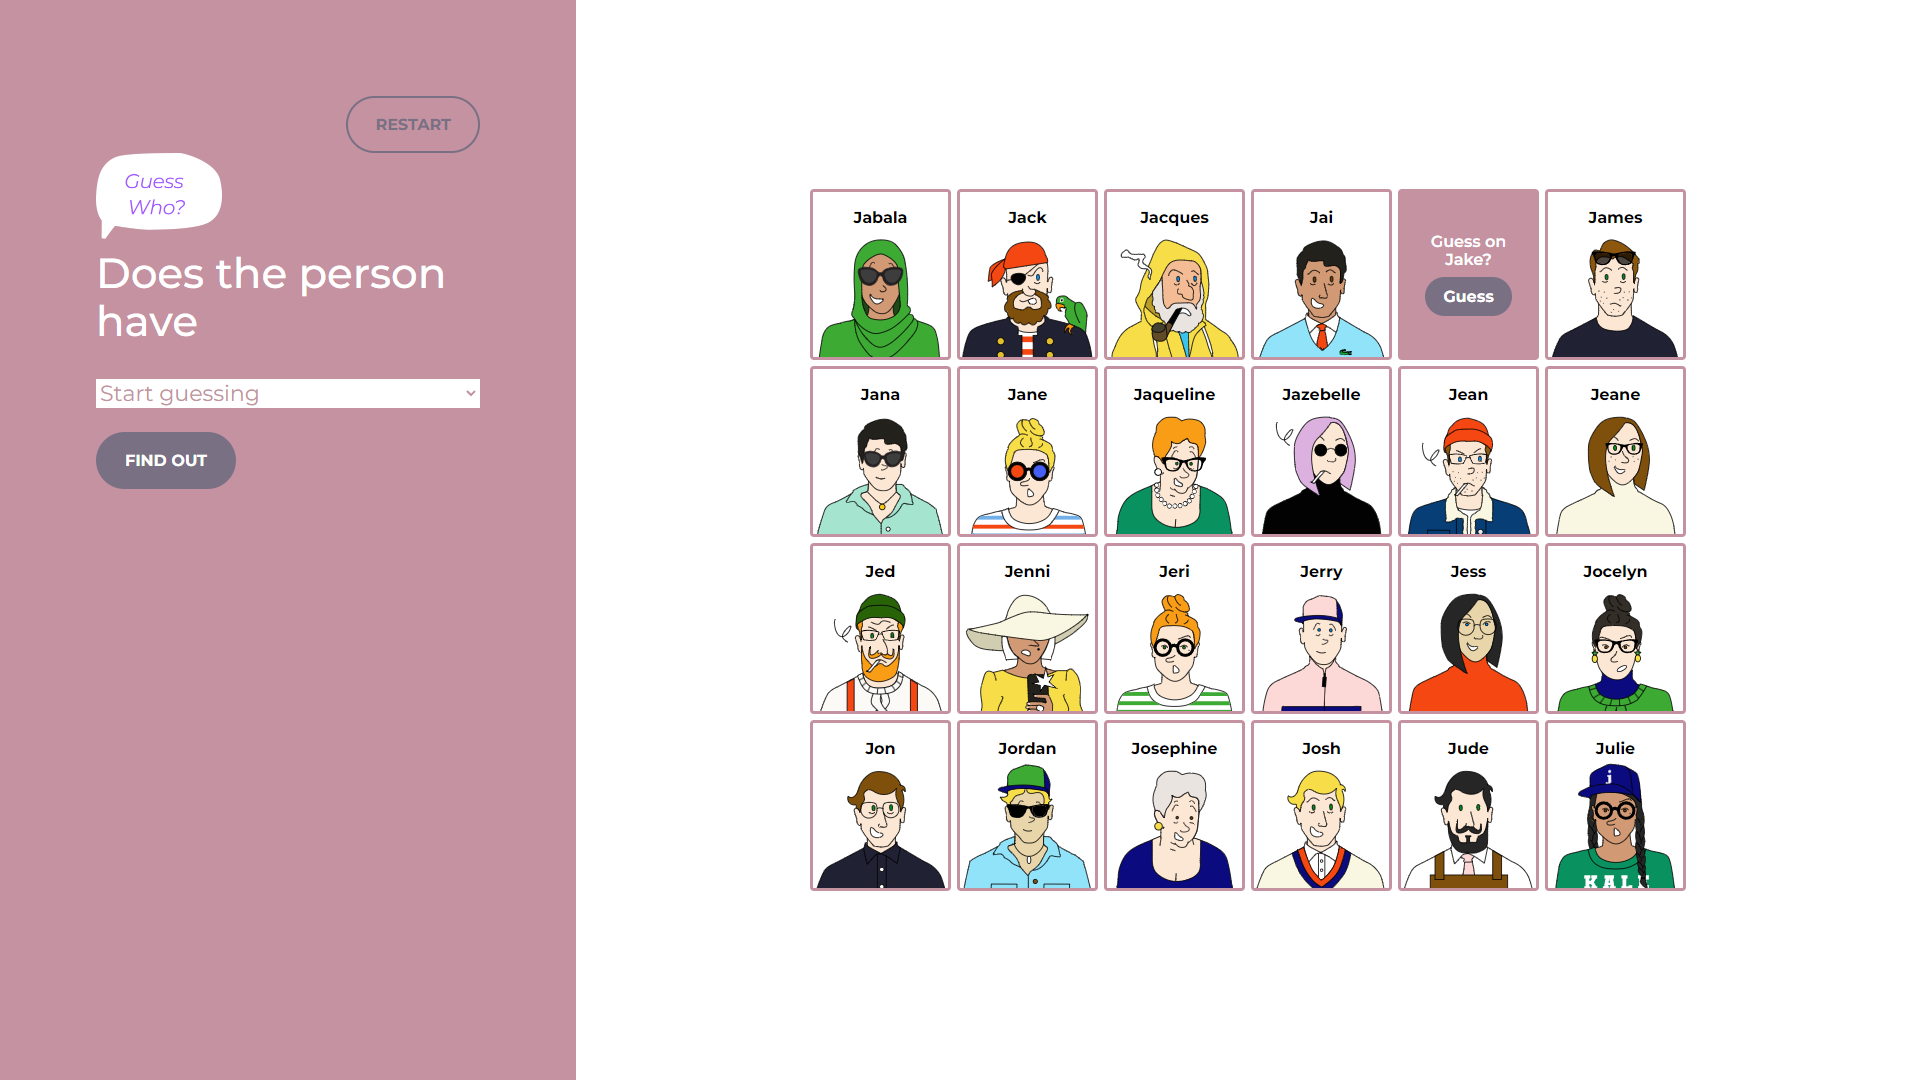 RESTART
Guess
Who?
Does the person
have
Start guessing
FIND OUT
Jabala
Jack
Jacques
Jai
Guess on
Jake?
Guess
James
Jana
Jane
Jaqueline
Jazebelle
Jean
Jeane
Jed
Jenni
Jeri
Jerry
Jess
Jocelyn
Jon
Jordan
Josephine
Josh
Jude
Julie
j